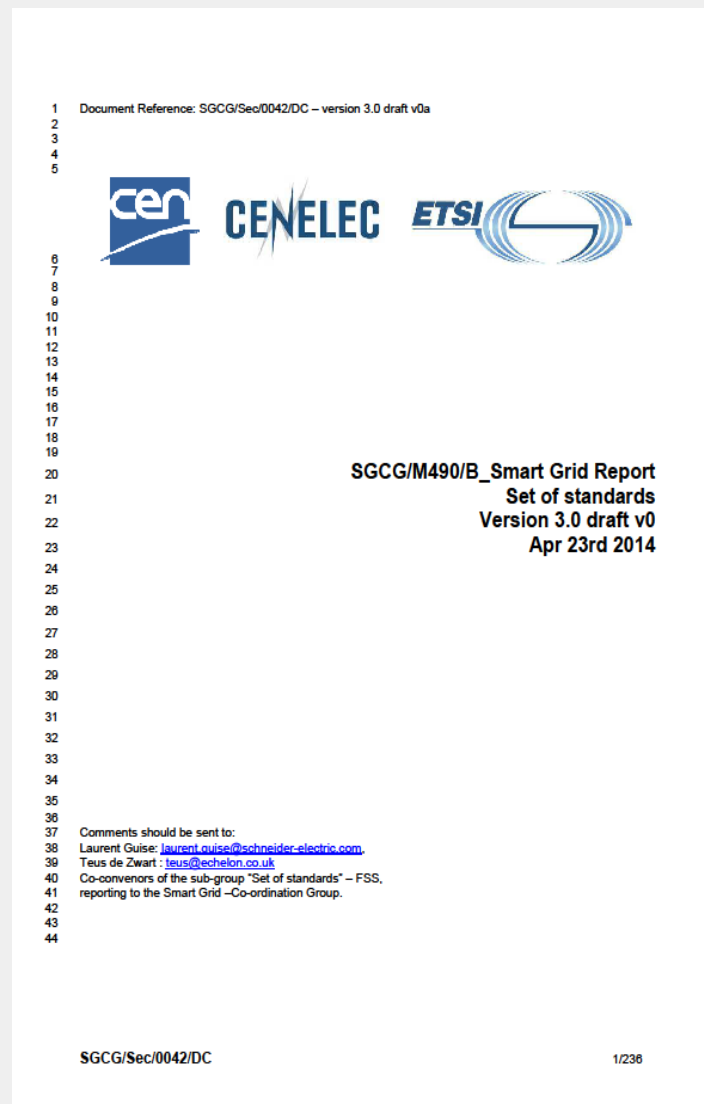 1 Document Reference: SGCG/Sec/0042/DC – version 3.0 draft v0a
2
3
4
5
cen CENELEC ETSI
6
7
8
9
10
11
12
13
14
15
16
17
18
19
20 SGCG/M490/B_Smart Grid Report
21 Set of standards
22 Version 3.0 draft v0
23 Apr 23rd 2014
24
25
26
27
28
29
30
31
32
33
34
35
36
37 Comments should be sent to:
38 Laurent Guise: laurent.guise@schneider-electric.com,
39 Teus de Zwart : teus@echelon.co.uk
40 Co-convenors of the sub-group "Set of standards" – FSS,
41 reporting to the Smart Grid –Co-ordination Group.
42
43
44
SGCG/Sec/0042/DC 1/236